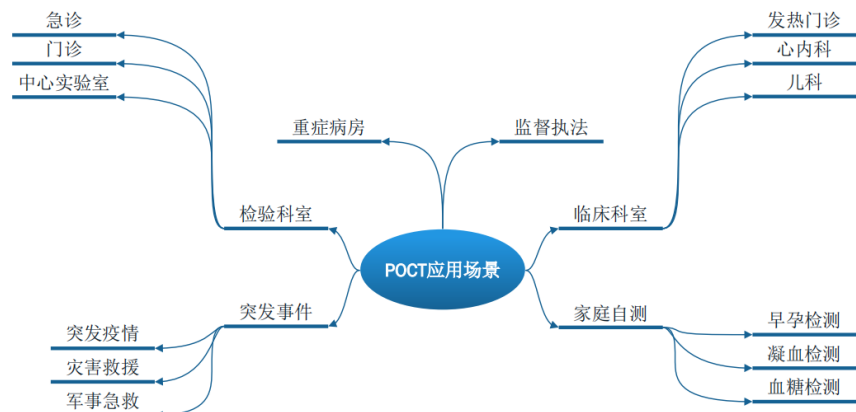 急诊
门诊
中心实验室
发热门诊
心内科
儿科
重症病房
监督执法
检验科室
临床科室
POCT应用场景
突发事件
家庭自测
突发疫情
灾害救援
军事急救
早孕检测
凝血检测
血糖检测